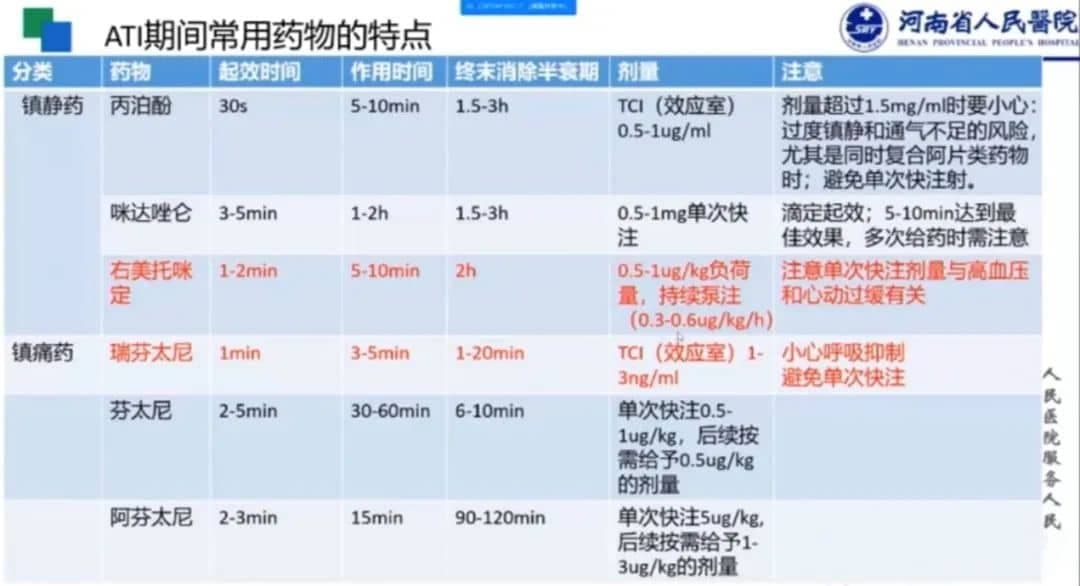 ATI期间常用药物的特点
河南省人民醫院
HENAN PROVINCIAL PEOPLE'S HOSPITAL
分类 药物 起效时间 作用时间 终末消除半衰期 剂量 注意
镇静药 丙泊酚 30s 5-10min 1.5-3h TCI（效应室） 剂量超过1.5mg/ml时要小心：
0.5-1ug/ml 过度镇静和通气不足的风险，
尤其是同时复合阿片类药物
时；避免单次快注射。
咪达唑仑 3-5min 1-2h 1.5-3h 0.5-1mg单次快 滴定起效；5-10min达到最
注 佳效果，多次给药时需注意
右美托咪 1-2min 5-10min 2h 0.5-1ug/kg负荷 注意单次快注剂量与高血压
定 量，持续泵注 和心动过缓有关
（0.3-0.6ug/kg/h）
镇痛药 瑞芬太尼 1min 3-5min 1-20min TCI（效应室）1- 小心呼吸抑制
3ng/ml 避免单次快注
芬太尼 2-5min 30-60min 6-10min 单次快注0.5-
1ug/kg，后续按
需给予0.5ug/kg
的剂量
阿芬太尼 2-3min 15min 90-120min 单次快注5ug/kg,
后续按需给予1-
3ug/kg的剂量
人民医院服务人民